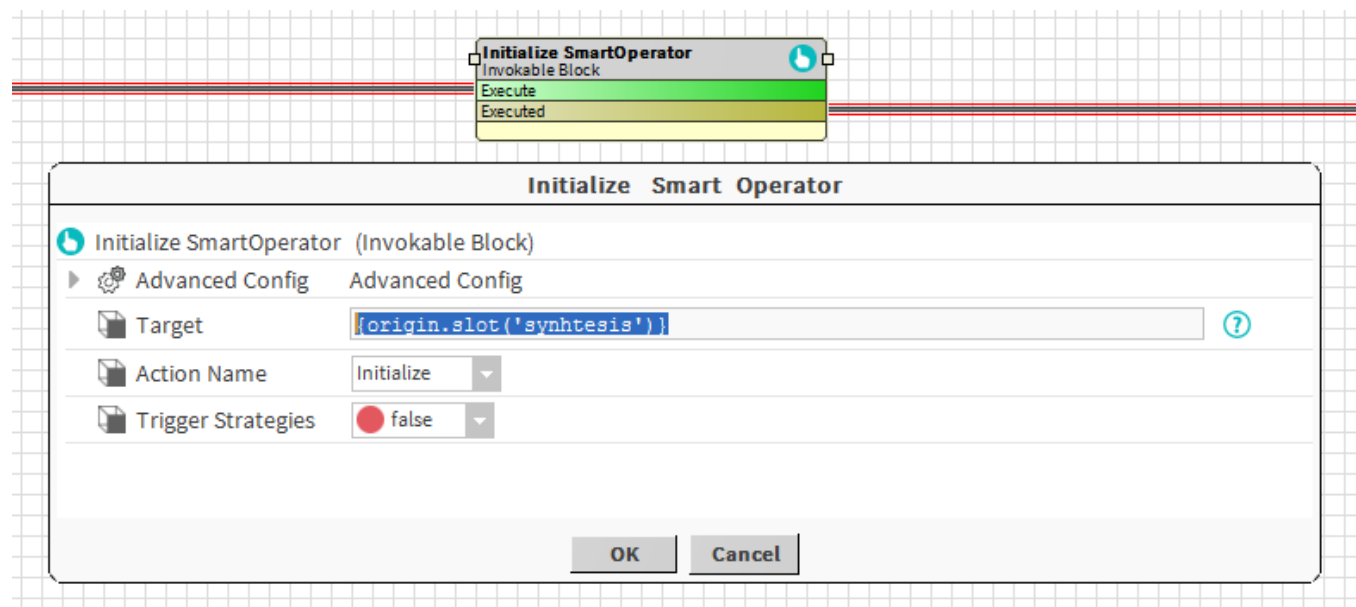 Initialize SmartOperator
Invokable Block
Execute
Executed
Initialize Smart Operator
Initialize SmartOperator (Invokable Block)
Advanced Config Advanced Config
Target {origin.slot('synhtesis')} ?
Action Name Initialize
Trigger Strategies false
OK Cancel